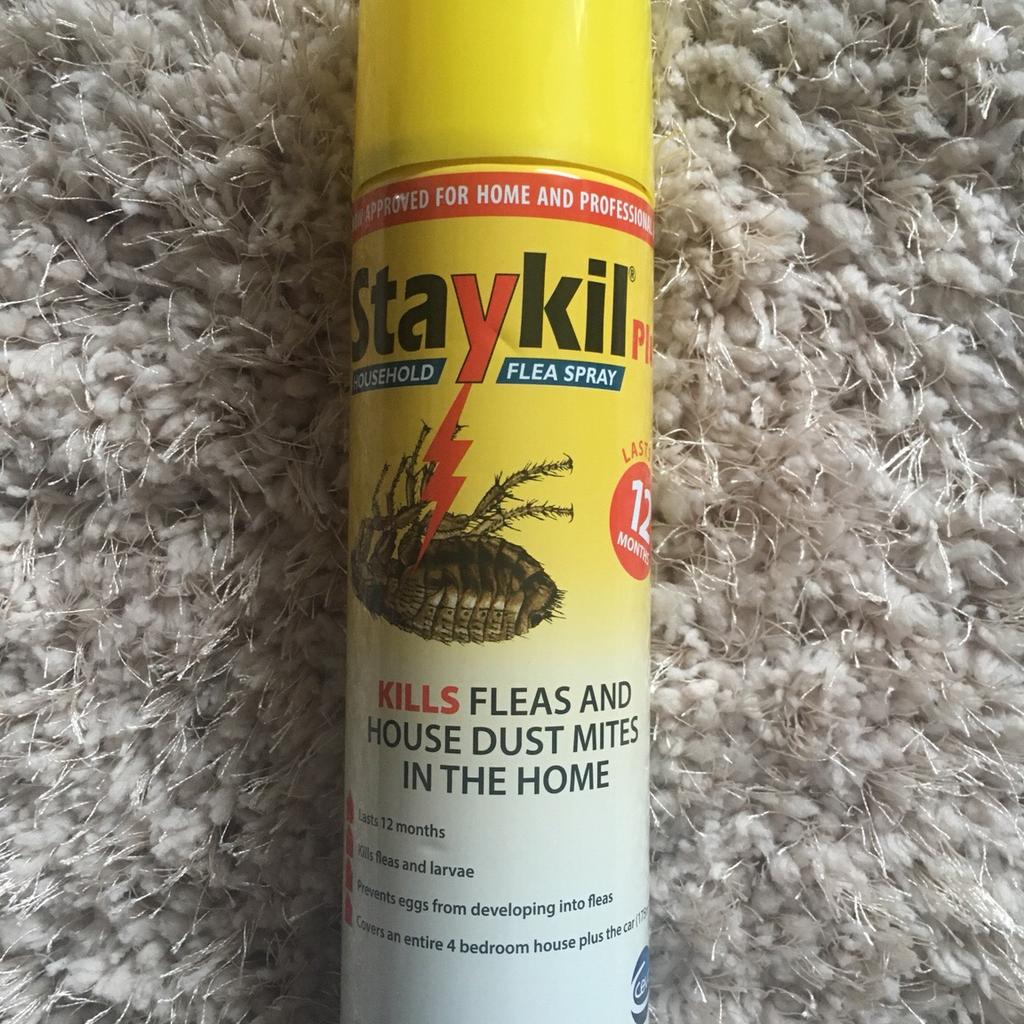 APPROVED FOR HOME AND PROFESSIONAL
Staykil®
HOUSEHOLD FLEA SPRAY
LASTS
12
MONTHS
KILLS FLEAS AND
HOUSE DUST MITES
IN THE HOME
Lasts 12 months
Kills fleas and larvae
Prevents eggs from developing into fleas
Covers an entire 4 bedroom house plus the car